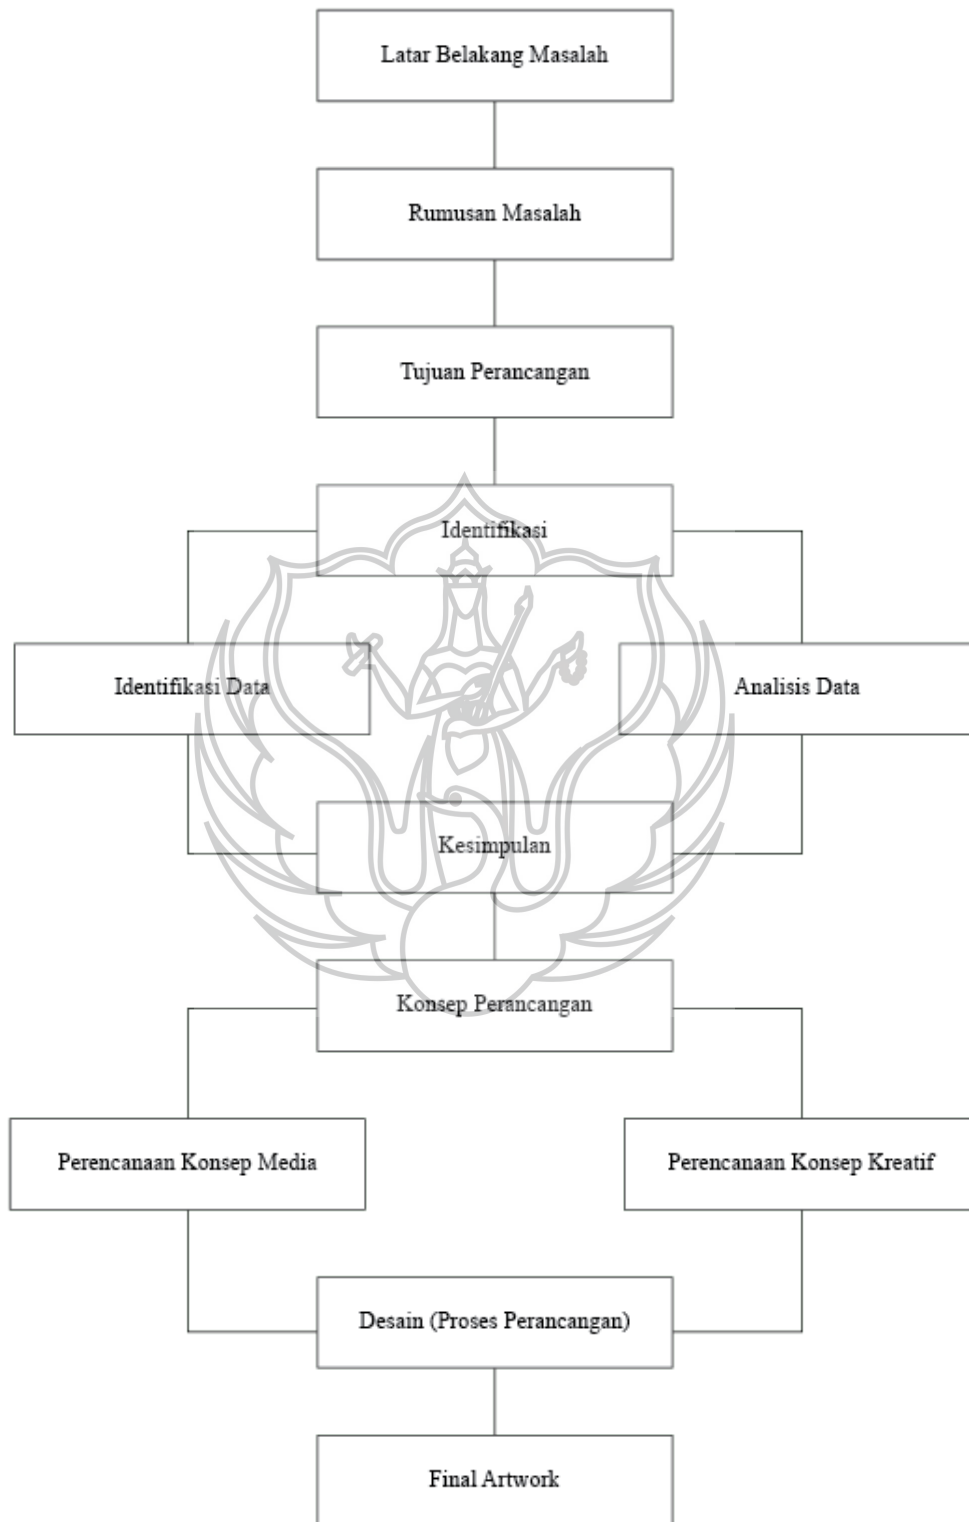 Latar Belakang Masalah
Rumusan Masalah
Tujuan Perancangan
Identifikasi
Identifikasi Data
Analisis Data
Kesimpulan
Konsep Perancangan
Perencanaan Konsep Media
Perencanaan Konsep Kreatif
Desain (Proses Perancangan)
Final Artwork